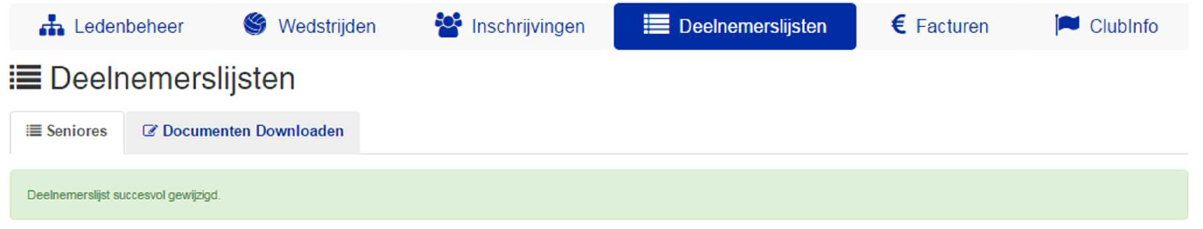 Ledenbeheer Wedstrijden Inschrijvingen Deelnemerslijsten € Facturen ClubInfo
Deelnemerslijsten
Seniores Documenten Downloaden
Deelnemerslijst succesvol gewijzigd.